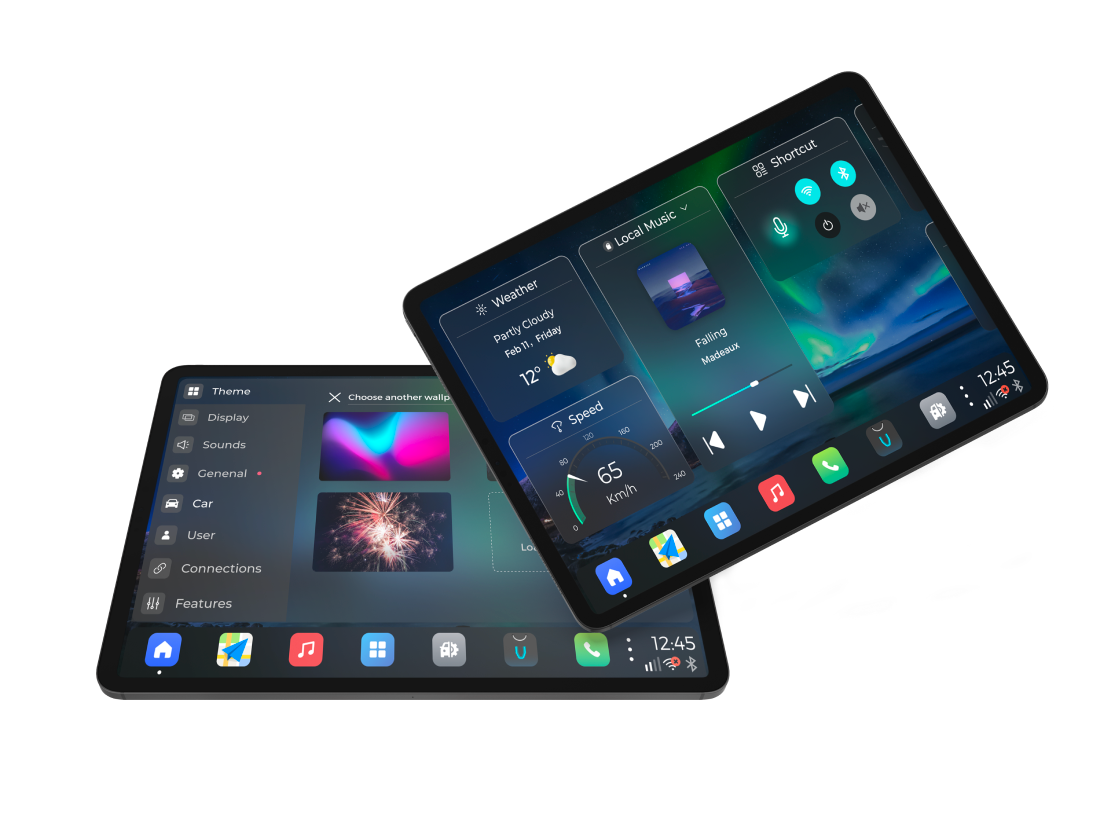 Weather
Partly Cloudy
Feb 11, Friday
12°
Speed
0
40
80
120
160
200
240
65
Km/h
Local Music
Falling
Madeaux
Shortcut
12:45
Theme
Display
Sounds
Genenal
Car
User
Connections
Features
Choose another wallp
Lo
12:45